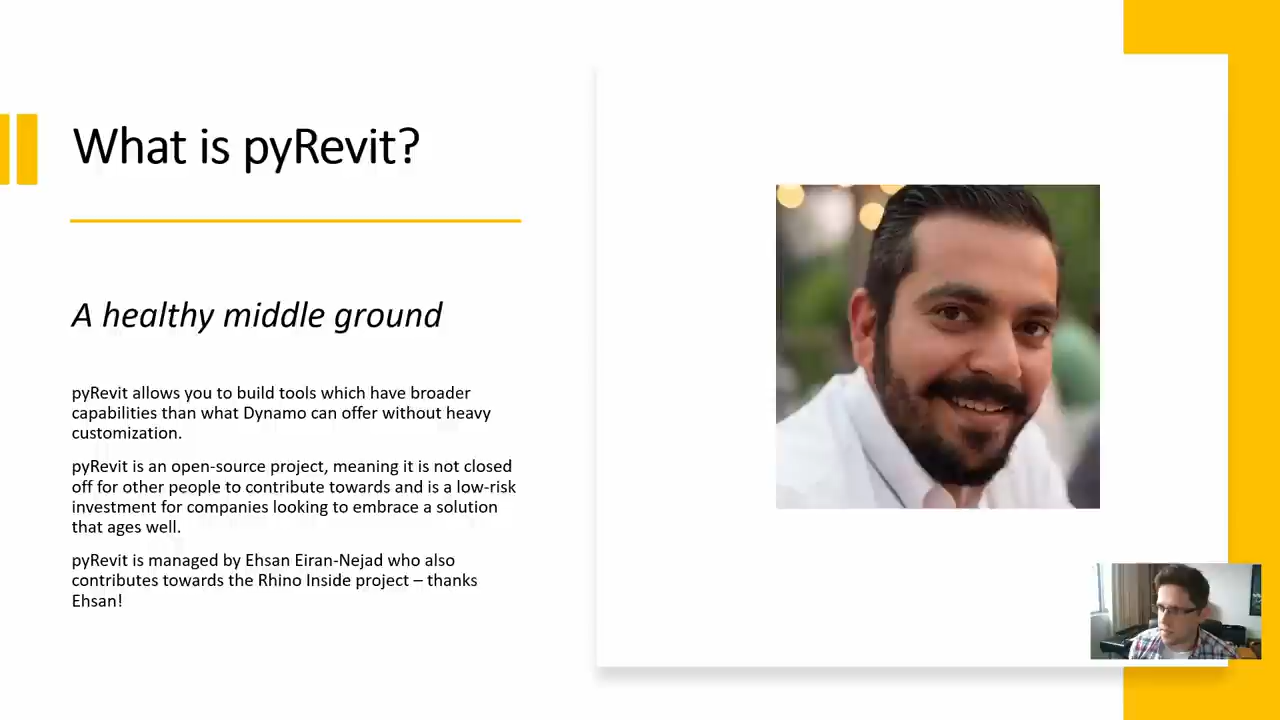 What is pyRevit?
A healthy middle ground
pyRevit allows you to build tools which have broader
capabilities than what Dynamo can offer without heavy
customization.
pyRevit is an open-source project, meaning it is not closed
off for other people to contribute towards and is a low-risk
investment for companies looking to embrace a solution
that ages well.
pyRevit is managed by Ehsan Eiran-Nejad who also
contributes towards the Rhino Inside project – thanks
Ehsan!